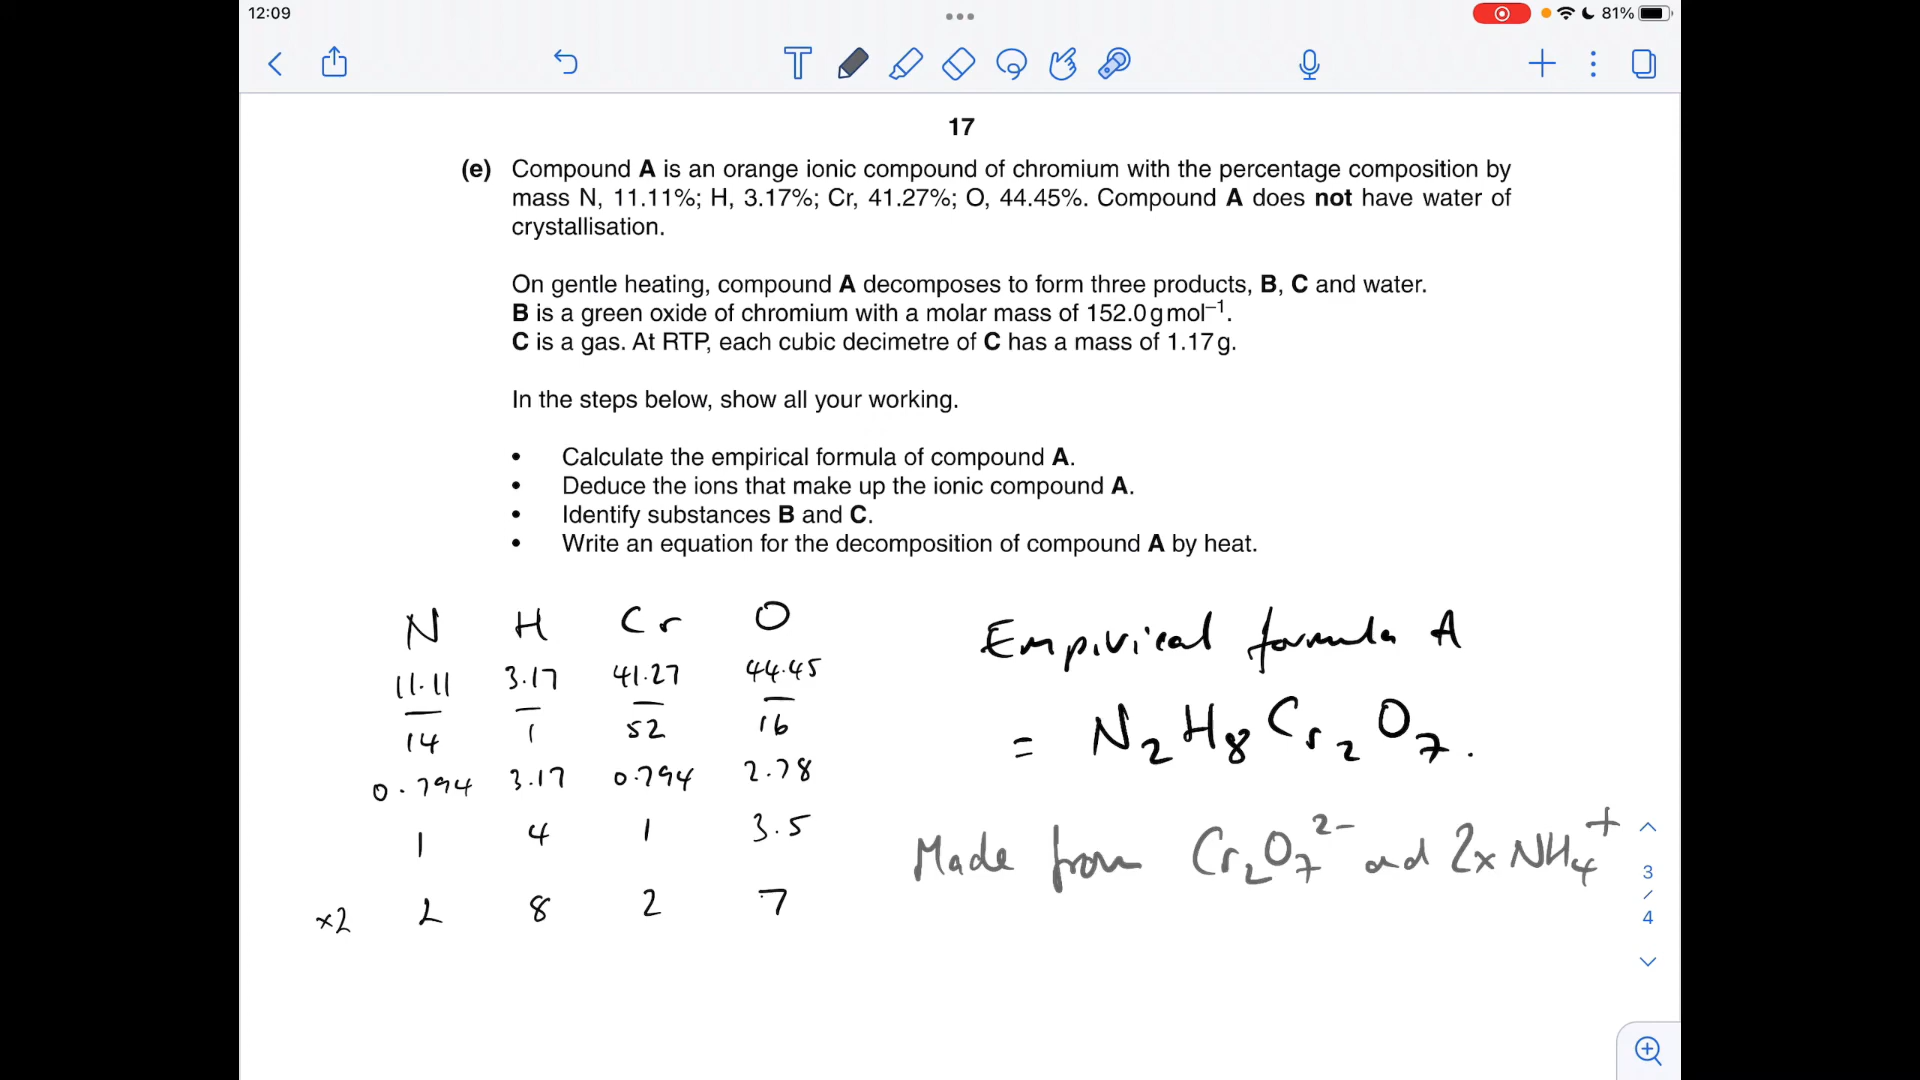 12:09
81%
17
(e) Compound A is an orange ionic compound of chromium with the percentage composition by
mass N, 11.11%; H, 3.17%; Cr, 41.27%; O, 44.45%. Compound A does not have water of
crystallisation.
On gentle heating, compound A decomposes to form three products, B, C and water.
B is a green oxide of chromium with a molar mass of 152.0 g mol⁻¹.
C is a gas. At RTP, each cubic decimetre of C has a mass of 1.17 g.
In the steps below, show all your working.
• Calculate the empirical formula of compound A.
• Deduce the ions that make up the ionic compound A.
• Identify substances B and C.
• Write an equation for the decomposition of compound A by heat.
N H Cr O
11.11 3.17 41.27 44.45
14 1 52 16
0.794 3.17 0.794 2.78
1 4 1 3.5
×2 2 8 2 7
Empirical formula A
= N₂H₈Cr₂O₇.
Made from Cr₂O₇²⁻ and 2x NH₄⁺
3
/
4